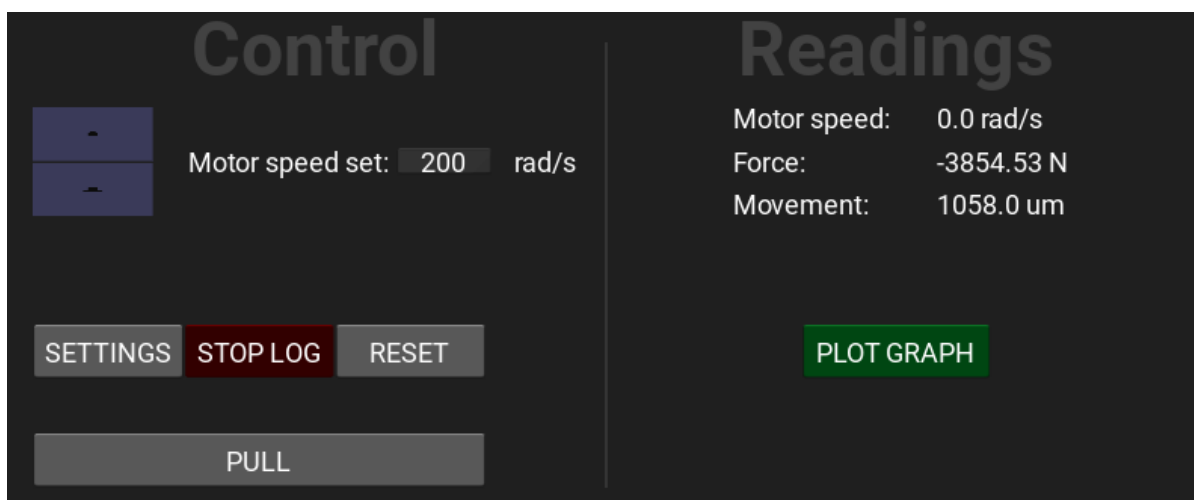 Control
Motor speed set: 200 rad/s
SETTINGS STOP LOG RESET
PULL
Readings
Motor speed: 0.0 rad/s
Force: -3854.53 N
Movement: 1058.0 um
PLOT GRAPH